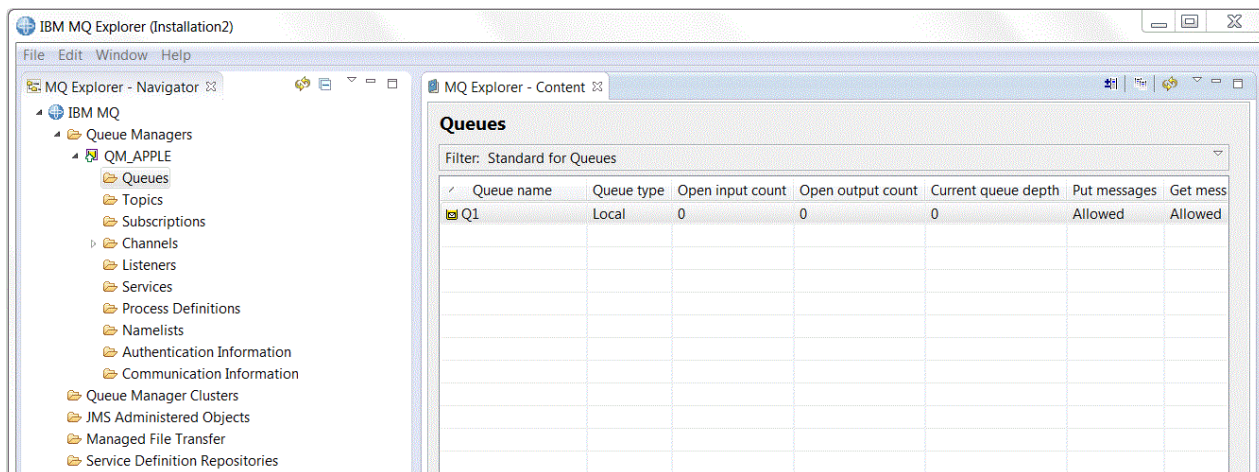 IBM MQ Explorer (Installation2)
File Edit Window Help
MQ Explorer - Navigator
IBM MQ
Queue Managers
QM_APPLE
Queues
Topics
Subscriptions
Channels
Listeners
Services
Process Definitions
Namelists
Authentication Information
Communication Information
Queue Manager Clusters
JMS Administered Objects
Managed File Transfer
Service Definition Repositories
MQ Explorer - Content
Queues
Filter: Standard for Queues
Queue name Queue type Open input count Open output count Current queue depth Put messages Get mess
Q1 Local 0 0 0 Allowed Allowed